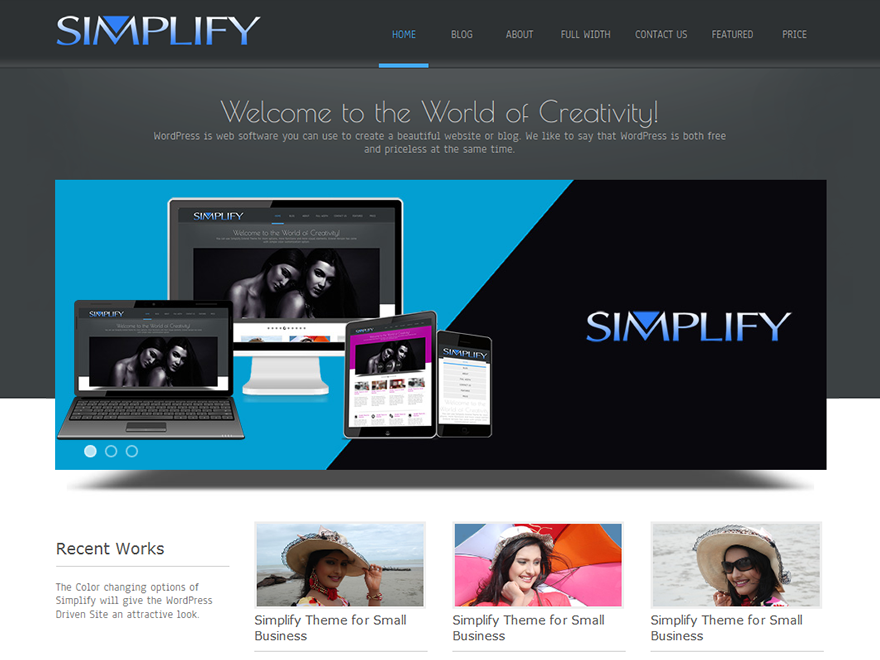 SIMPLIFY
HOME BLOG ABOUT FULL WIDTH CONTACT US FEATURED PRICE
Welcome to the World of Creativity!
WordPress is web software you can use to create a beautiful website or blog. We like to say that WordPress is both free
and priceless at the same time.
SIMPLIFY
Welcome to the World of Creativity!
SIMPLIFY
Welcome to the World of Creativity!
SIMPLIFY
SIMPLIFY
SIMPLIFY
Recent Works
The Color changing options of
Simplify will give the WordPress
Driven Site an attractive look.
Simplify Theme for Small
Business
Simplify Theme for Small
Business
Simplify Theme for Small
Business